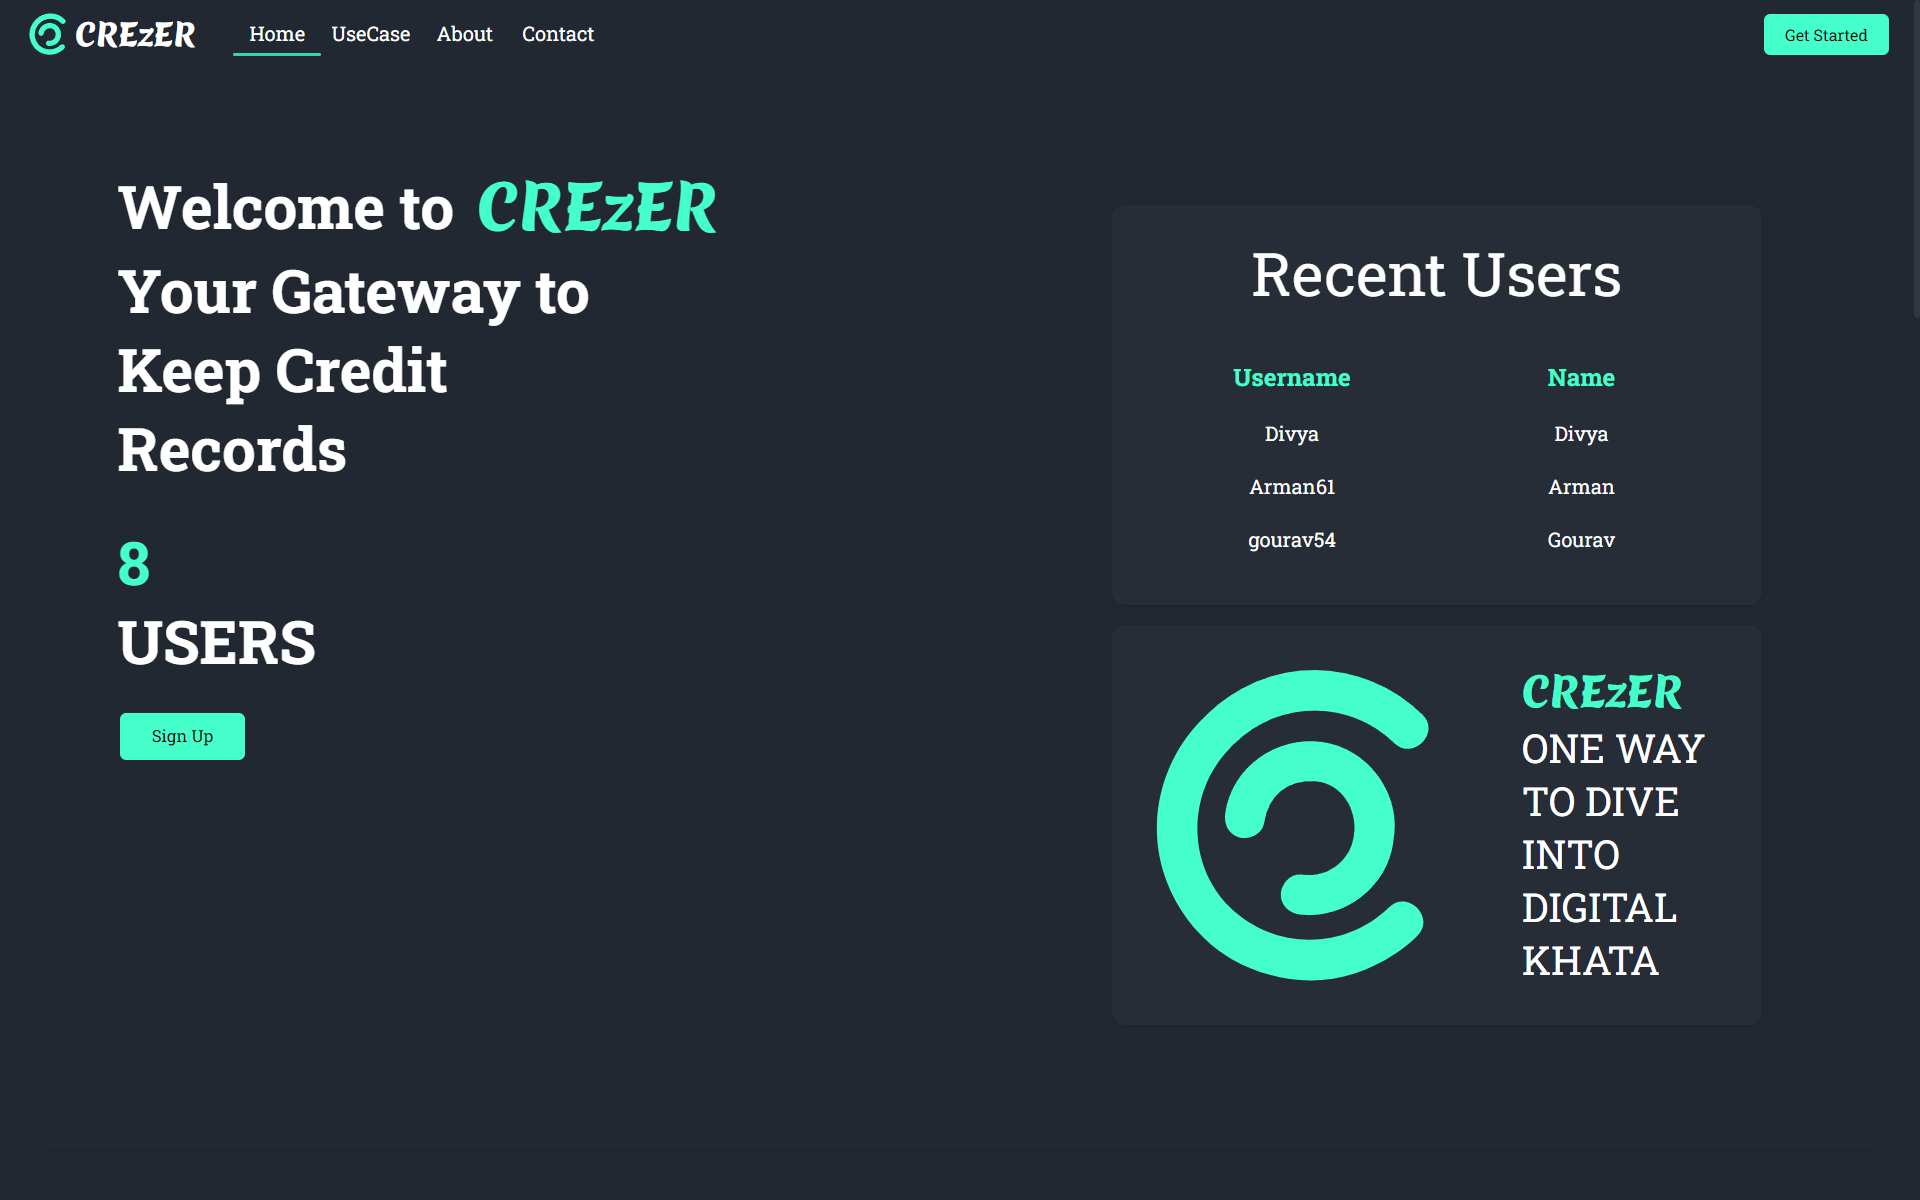 CREzER Home UseCase About Contact Get Started
Welcome to CREzER
Your Gateway to
Keep Credit
Records
8
USERS
Sign Up
Recent Users
Username Name
Divya Divya
Arman61 Arman
gourav54 Gourav
CREzER
ONE WAY
TO DIVE
INTO
DIGITAL
KHATA